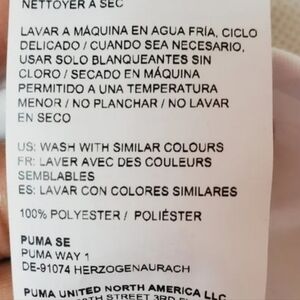 NETTOYER A SEC
LAVAR A MÁQUINA EN AGUA FRÍA, CICLO
DELICADO / CUANDO SEA NECESARIO,
USAR SOLO BLANQUEANTES SIN
CLORO / SECADO EN MÁQUINA
PERMITIDO A UNA TEMPERATURA
MENOR / NO PLANCHAR / NO LAVAR
EN SECO
US: WASH WITH SIMILAR COLOURS
FR: LAVER AVEC DES COULEURS
SEMBLABLES
ES: LAVAR CON COLORES SIMILARES
100% POLYESTER / POLIÉSTER
PUMA SE
PUMA WAY 1
DE-91074 HERZOGENAURACH
PUMA UNITED NORTH AMERICA LLC
STREET 3RD